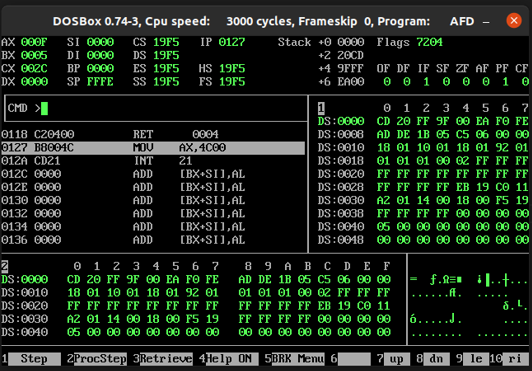 DOSBox 0.74-3, Cpu speed: 3000 cycles, Frameskip 0, Program: AFD
AX 000F SI 0000 CS 19F5 IP 0127 Stack +0 0000 Flags 7204
BX 0005 DI 0000 DS 19F5 +2 20CD
CX 002C BP 0000 ES 19F5 HS 19F5 +4 9FFF OF DF IF SF ZF AF PF CF
DX 0000 SP FFFE SS 19F5 FS 19F5 +6 EA00 0 0 1 0 0 0 1 0
CMD >
0118 C20400 RET 0004
0127 B8004C MOV AX,4C00
012A CD21 INT 21
012C 0000 ADD [BX+SI],AL
012E 0000 ADD [BX+SI],AL
0130 0000 ADD [BX+SI],AL
0132 0000 ADD [BX+SI],AL
0134 0000 ADD [BX+SI],AL
0136 0000 ADD [BX+SI],AL
1 0 1 2 3 4 5 6 7
DS:0000 CD 20 FF 9F 00 EA F0 FE
DS:0008 AD DE 1B 05 C5 06 00 00
DS:0010 18 01 10 01 18 01 92 01
DS:0018 01 01 01 00 02 FF FF FF
DS:0020 FF FF FF FF FF FF FF FF
DS:0028 FF FF FF FF EB 19 C0 11
DS:0030 A2 01 14 00 18 00 F5 19
DS:0038 FF FF FF FF 00 00 00 00
DS:0040 05 00 00 00 00 00 00 00
DS:0048 00 00 00 00 00 00 00 00
2 0 1 2 3 4 5 6 7 8 9 A B C D E F
DS:0000 CD 20 FF 9F 00 EA F0 FE AD DE 1B 05 C5 06 00 00
DS:0010 18 01 10 01 18 01 92 01 01 01 01 00 02 FF FF FF
DS:0020 FF FF FF FF FF FF FF FF FF FF FF FF EB 19 C0 11
DS:0030 A2 01 14 00 18 00 F5 19 FF FF FF FF 00 00 00 00
DS:0040 05 00 00 00 00 00 00 00 00 00 00 00 00 00 00 00
1 Step 2ProcStep 3Retrieve 4Help ON 5BRK Menu 6 7 up 8 dn 9 le 10 ri